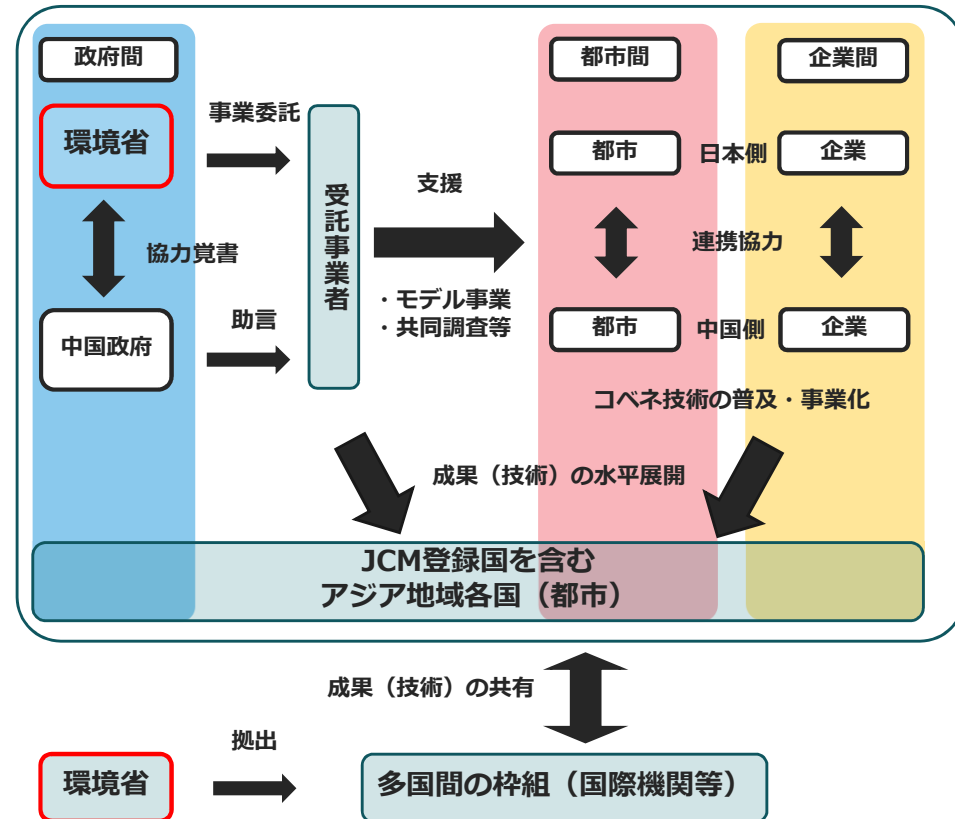 政府間
都市間
企業間
環境省
事業委託
都市
日本側
企業
受託事業者
支援
協力覚書
連携協力
・モデル事業
・共同調査等
中国政府
助言
都市
中国側
企業
コベネ技術の普及・事業化
成果（技術）の水平展開
JCM登録国を含む
アジア地域各国（都市）
成果（技術）の共有
環境省
拠出
多国間の枠組（国際機関等）